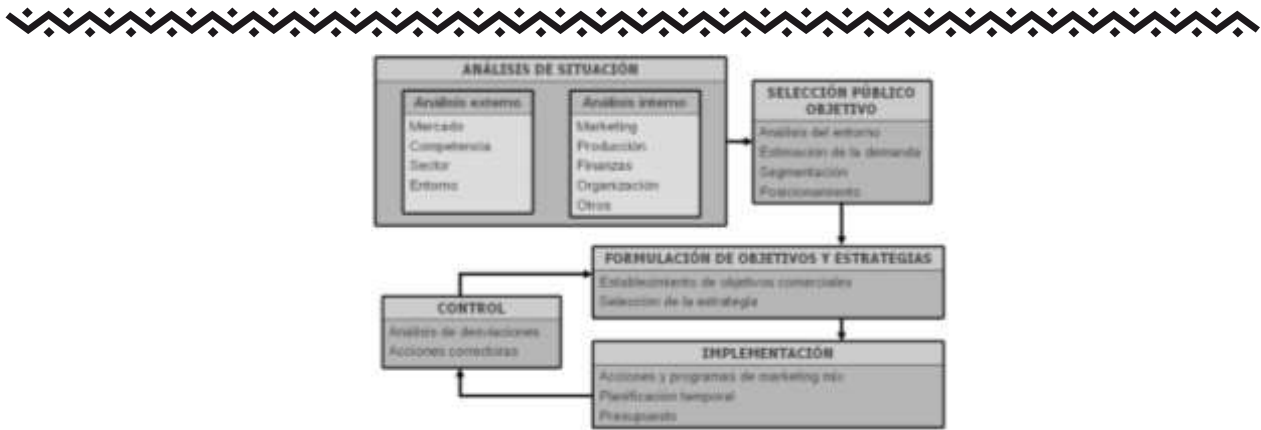 ANÁLISIS DE SITUACIÓN
Análisis externo
Mercado
Competencia
Sector
Entorno
Análisis interno
Marketing
Producción
Finanzas
Organización
Otros
SELECCIÓN PÚBLICO
OBJETIVO
Análisis del entorno
Estimación de la demanda
Segmentación
Posicionamiento
FORMULACIÓN DE OBJETIVOS Y ESTRATEGIAS
Establecimiento de objetivos comerciales
Selección de la estrategia
CONTROL
Análisis de desviaciones
Acciones correctoras
IMPLEMENTACIÓN
Acciones y programas de marketing mix
Planificación temporal
Presupuesto